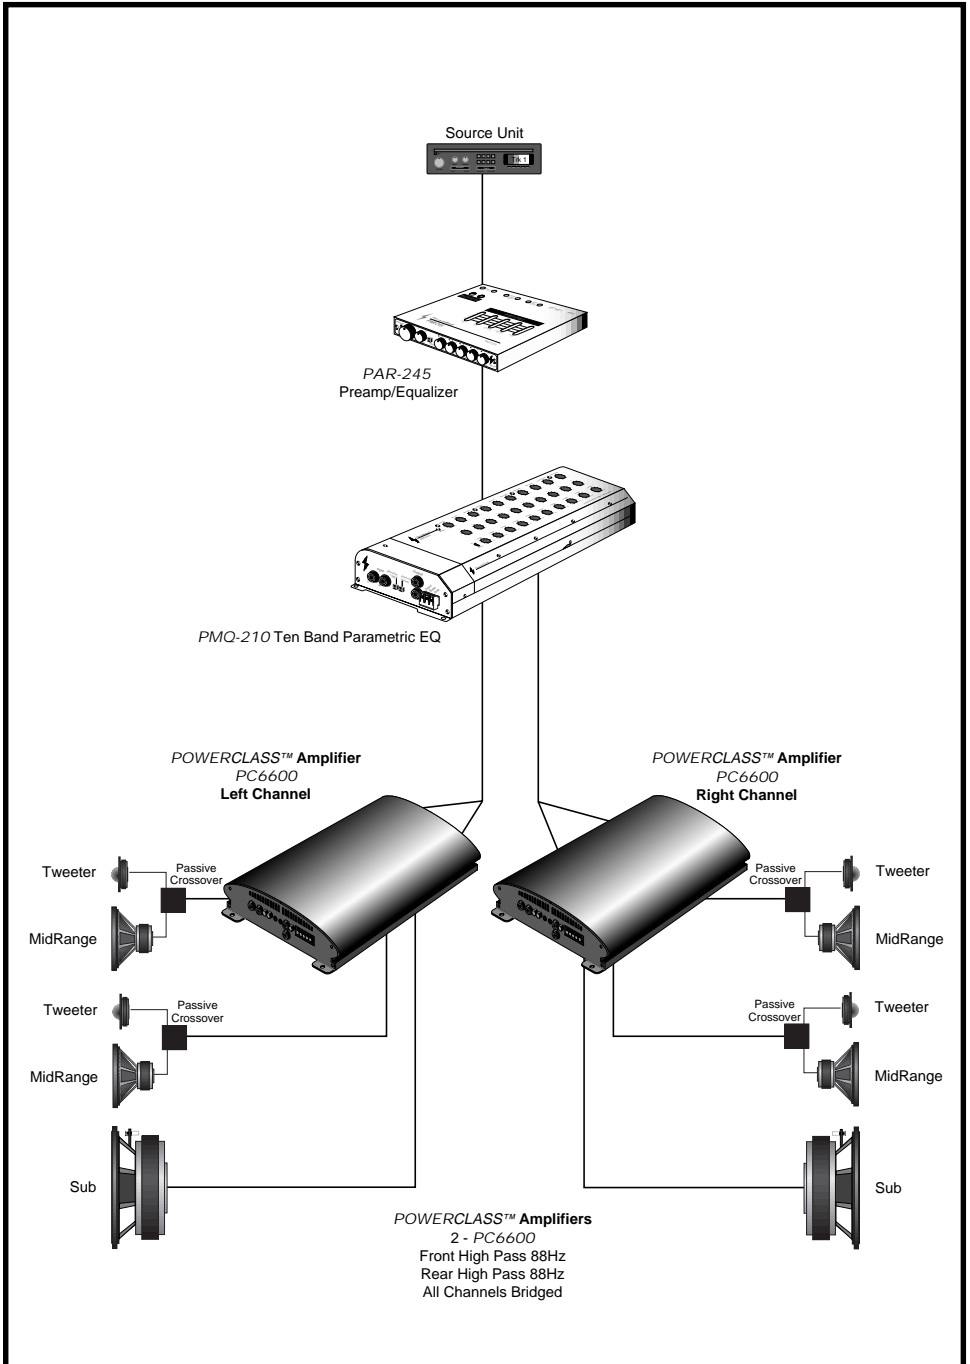 Source Unit
Trk 1
PAR-245
Preamp/Equalizer
PMQ-210 Ten Band Parametric EQ
POWERCLASS™ Amplifier
PC6600
Left Channel
POWERCLASS™ Amplifier
PC6600
Right Channel
Tweeter
Passive
Crossover
MidRange
Tweeter
Passive
Crossover
MidRange
Sub
Passive
Crossover
Tweeter
MidRange
Passive
Crossover
Tweeter
MidRange
Sub
POWERCLASS™ Amplifiers
2 - PC6600
Front High Pass 88Hz
Rear High Pass 88Hz
All Channels Bridged